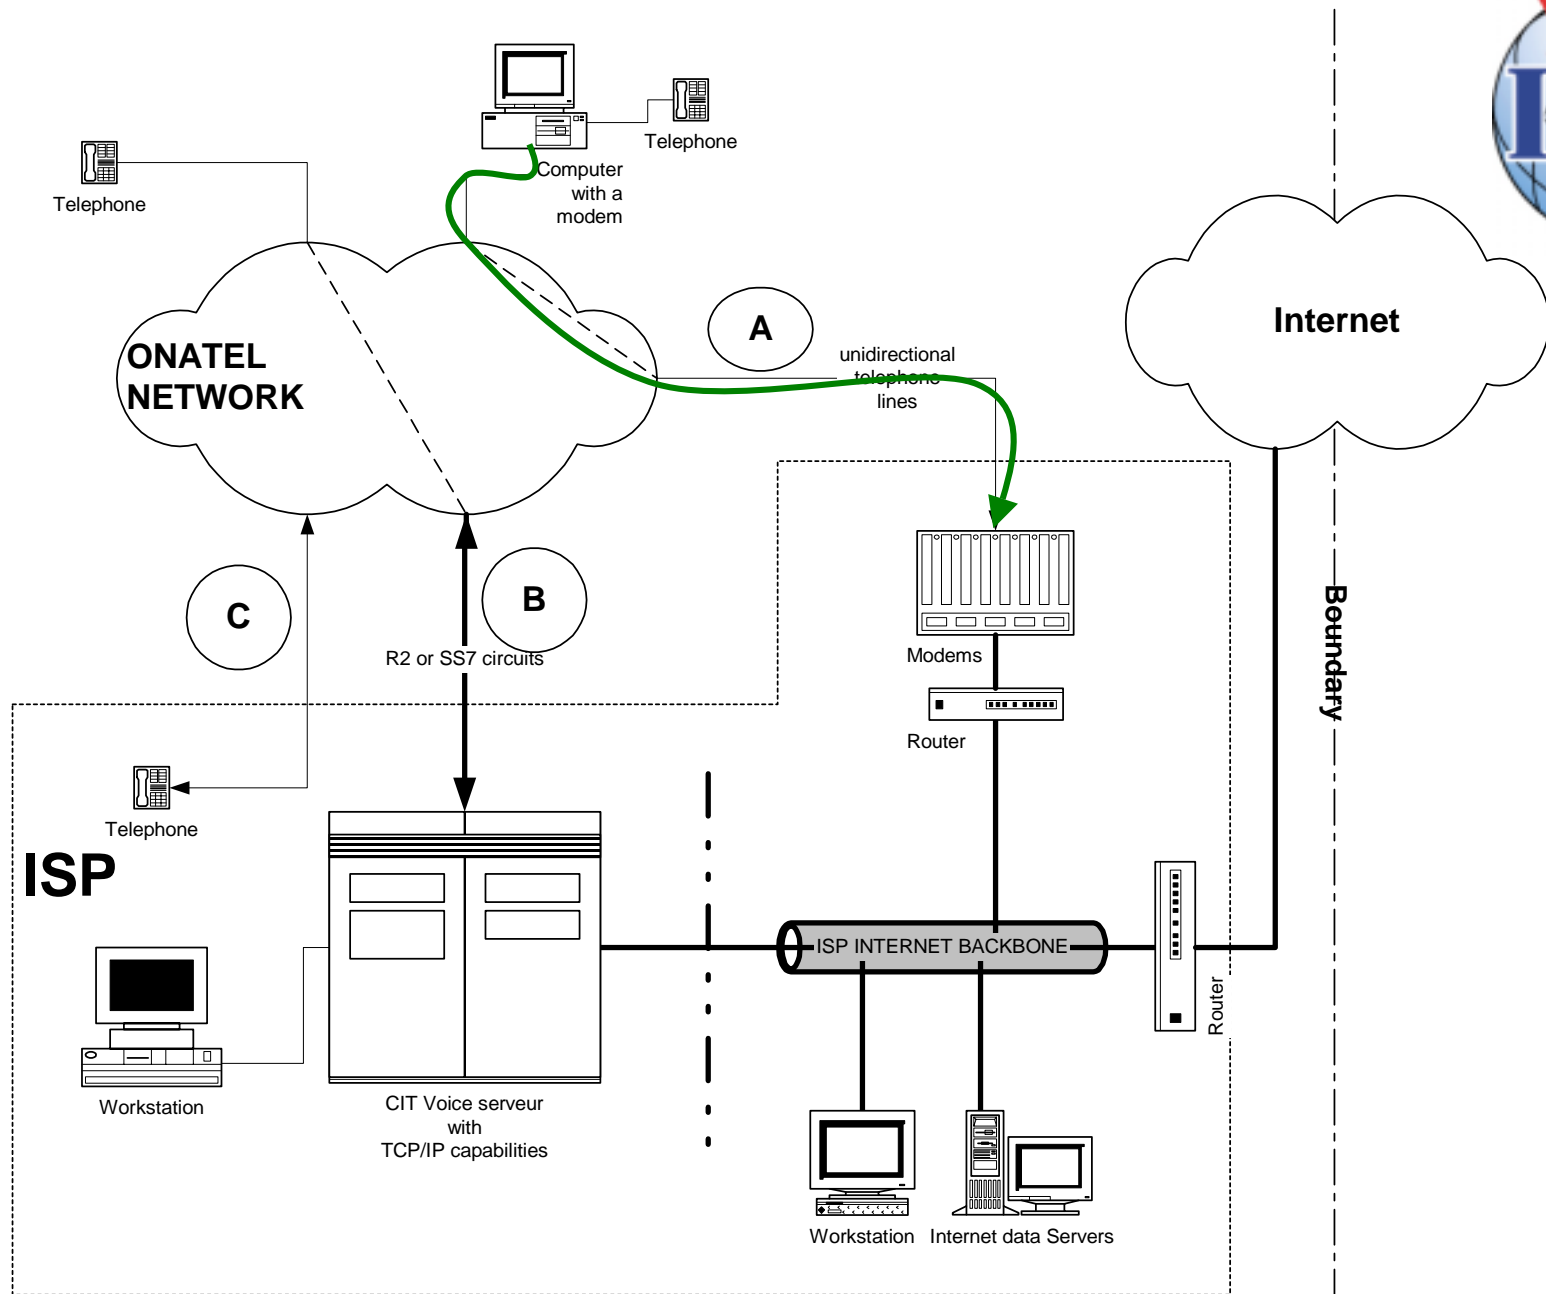 Telephone
Telephone
Computer
with a
modem
ONATEL
NETWORK
A
unidirectional
telephone
lines
Internet
C
B
R2 or SS7 circuits
Modems
Router
Boundary
Telephone
ISP
ISP INTERNET BACKBONE
Router
Workstation
CIT Voice serveur
with
TCP/IP capabilities
Workstation
Internet data Servers